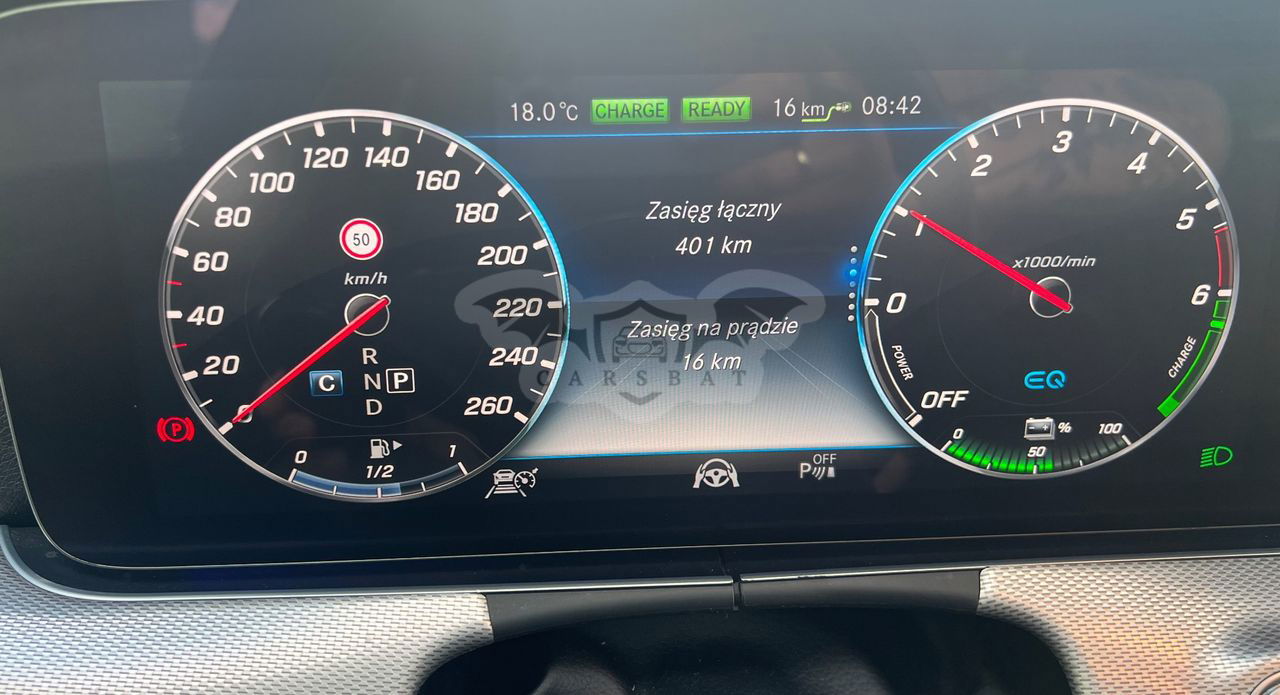 18.0°C CHARGE READY 16 km 08:42
0 20 40 60 80 100 120 140 160 180 200 220 240 260
50
km/h
R
C N P
D
P
0 1/2 1
Zasięg łączny
401 km
Zasięg na prądzie
16 km
CARSBAT
OFF
P
OFF 0 1 2 3 4 5 6
x1000/min
POWER
CHARGE
EQ
0 50 100
%